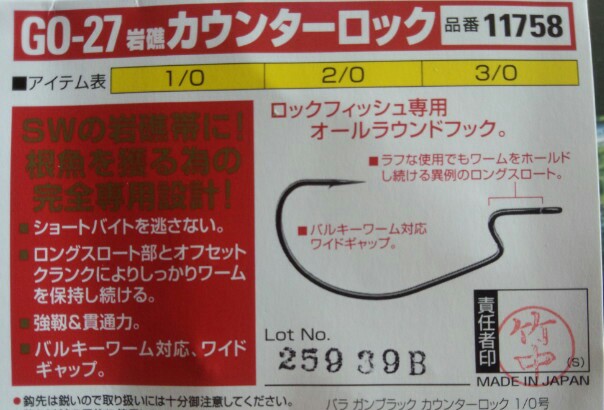 GO-27 岩礁 カウンターロック 品番 11758
■アイテム表 1/0 2/0 3/0
SWの岩礁帯に!
根魚を獲る為の
完全専用設計!
■ショートバイトを逃さない。
■ロングスロート部とオフセット
クランクによりしっかりワーム
を保持し続ける。
■強靱&貫通力。
■バルキーワーム対応、ワイド
ギャップ。
ロックフィッシュ専用
オールラウンドフック。
■ラフな使用でもワームをホールド
し続ける異例のロングスロート。
■バルキーワーム対応
ワイドギャップ。
Lot No.
259 39B
責任者印
竹中
(S)
MADE IN JAPAN
●鈎先は鋭いので取り扱いには十分御注意してください。
バラ ガンブラック カウンターロック 1/0号